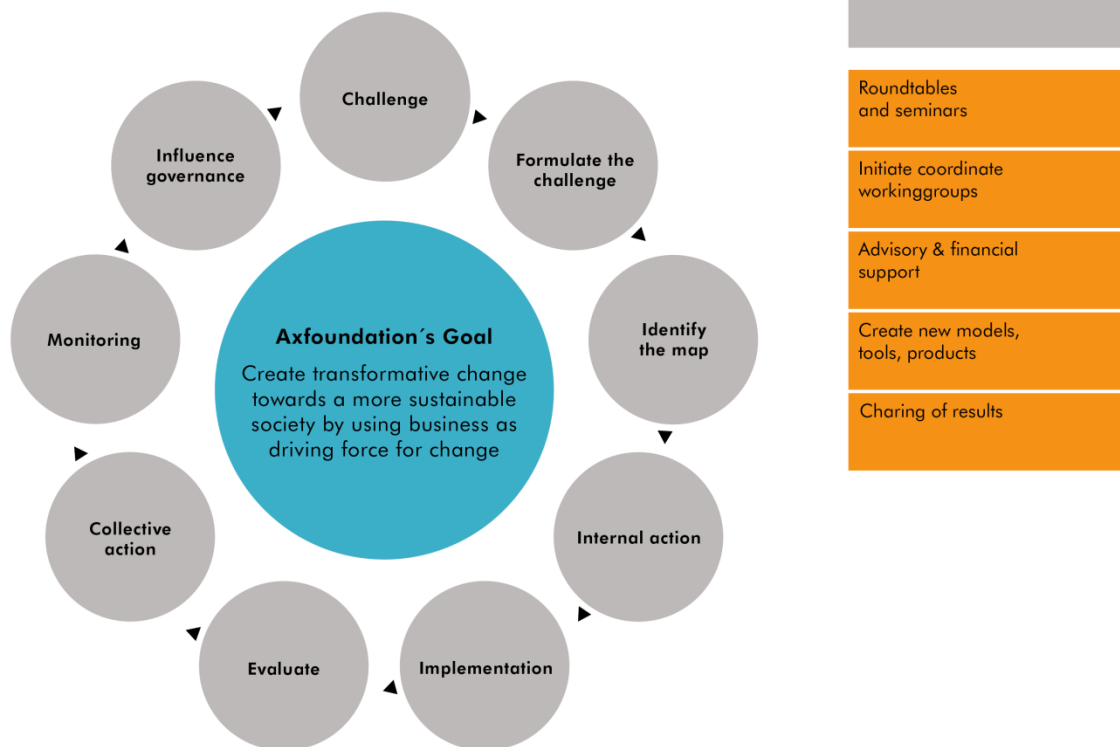 Challenge
Formulate the
challenge
Identify
the map
Internal action
Implementation
Evaluate
Collective
action
Monitoring
Influence
governance
Axfoundation´s Goal
Create transformative change
towards a more sustainable
society by using business as
driving force for change
Roundtables
and seminars
Initiate coordinate
workinggroups
Advisory & financial
support
Create new models,
tools, products
Charing of results